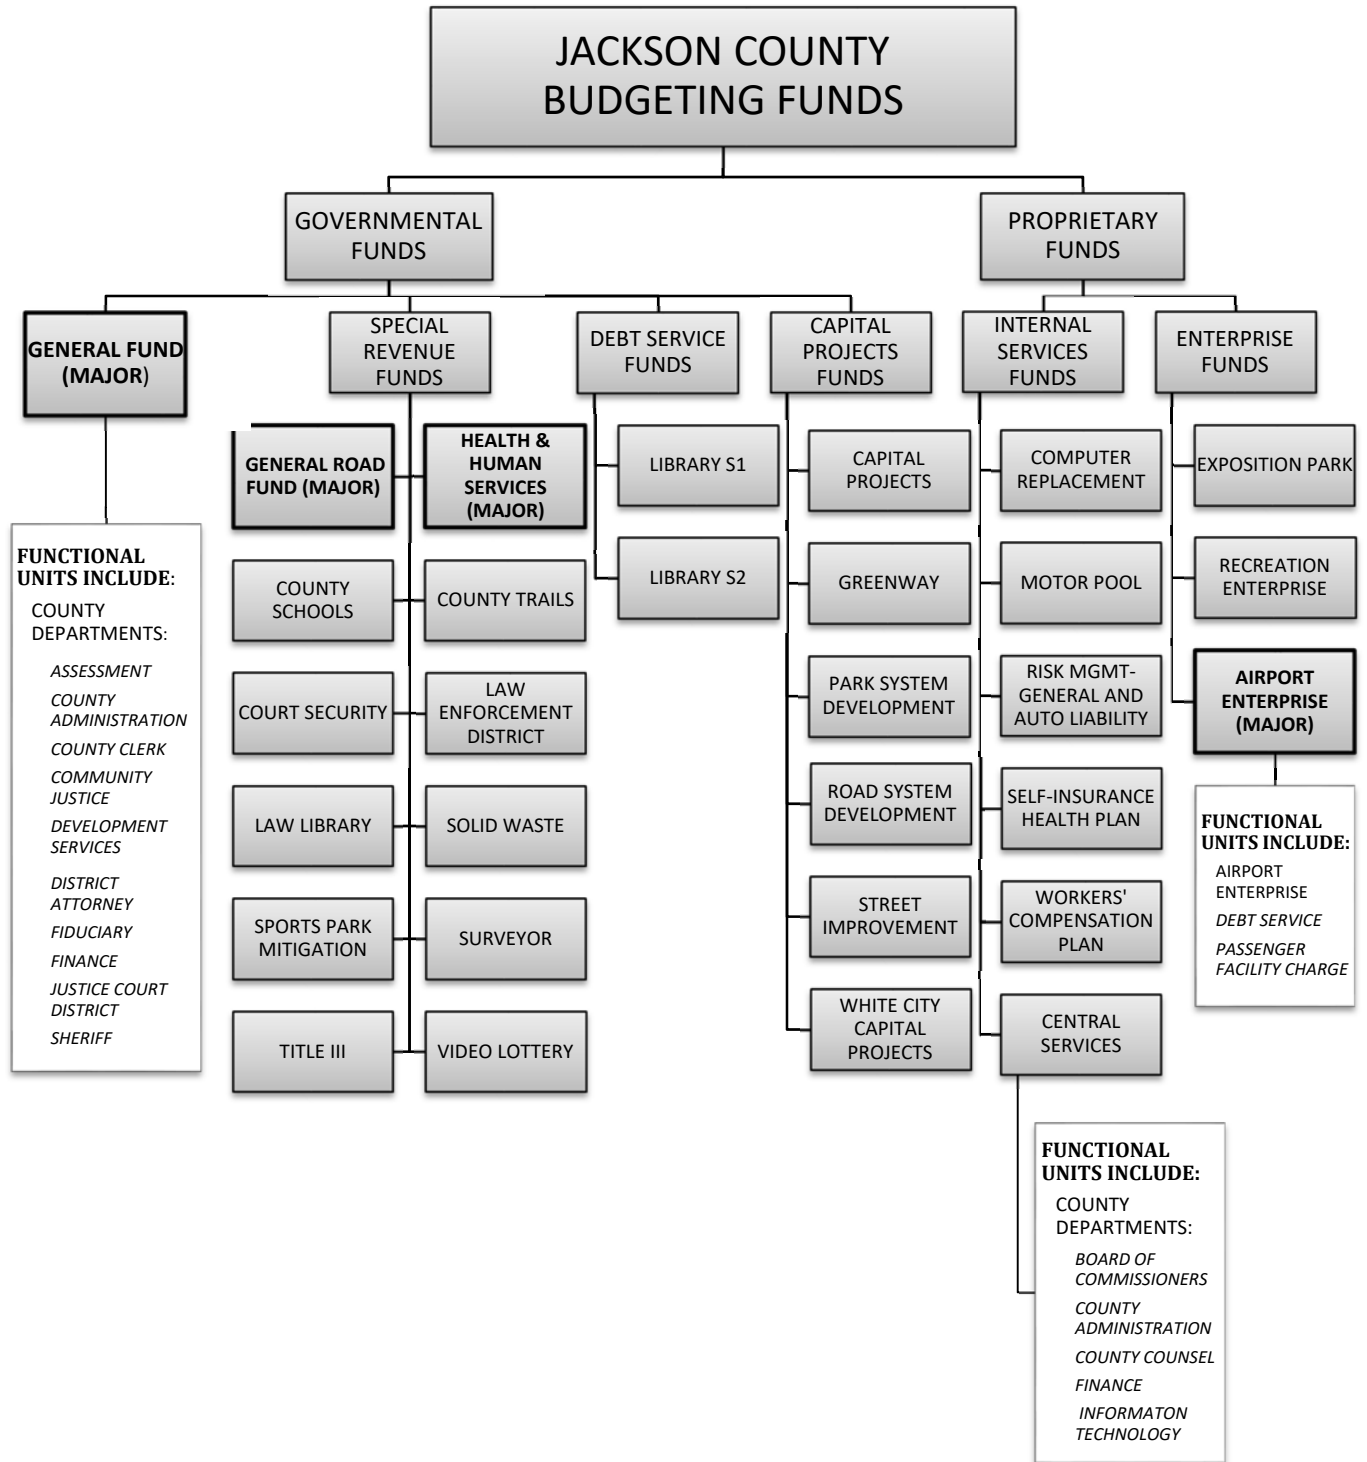 JACKSON COUNTY
BUDGETING FUNDS
GOVERNMENTAL
FUNDS
PROPRIETARY
FUNDS
GENERAL FUND
(MAJOR)
SPECIAL
REVENUE
FUNDS
DEBT SERVICE
FUNDS
CAPITAL
PROJECTS
FUNDS
INTERNAL
SERVICES
FUNDS
ENTERPRISE
FUNDS
FUNCTIONAL
UNITS INCLUDE:
COUNTY
DEPARTMENTS:
ASSESSMENT
COUNTY
ADMINISTRATION
COUNTY CLERK
COMMUNITY
JUSTICE
DEVELOPMENT
SERVICES
DISTRICT
ATTORNEY
FIDUCIARY
FINANCE
JUSTICE COURT
DISTRICT
SHERIFF
GENERAL ROAD
FUND (MAJOR)
HEALTH &
HUMAN
SERVICES
(MAJOR)
COUNTY
SCHOOLS
COUNTY TRAILS
COURT SECURITY
LAW
ENFORCEMENT
DISTRICT
LAW LIBRARY
SOLID WASTE
SPORTS PARK
MITIGATION
SURVEYOR
TITLE III
VIDEO LOTTERY
LIBRARY S1
LIBRARY S2
CAPITAL
PROJECTS
GREENWAY
PARK SYSTEM
DEVELOPMENT
ROAD SYSTEM
DEVELOPMENT
STREET
IMPROVEMENT
WHITE CITY
CAPITAL
PROJECTS
COMPUTER
REPLACEMENT
MOTOR POOL
RISK MGMT-
GENERAL AND
AUTO LIABILITY
SELF-INSURANCE
HEALTH PLAN
WORKERS'
COMPENSATION
PLAN
CENTRAL
SERVICES
FUNCTIONAL
UNITS INCLUDE:
COUNTY
DEPARTMENTS:
BOARD OF
COMMISSIONERS
COUNTY
ADMINISTRATION
COUNTY COUNSEL
FINANCE
INFORMATON
TECHNOLOGY
EXPOSITION PARK
RECREATION
ENTERPRISE
AIRPORT
ENTERPRISE
(MAJOR)
FUNCTIONAL
UNITS INCLUDE:
AIRPORT
ENTERPRISE
DEBT SERVICE
PASSENGER
FACILITY CHARGE